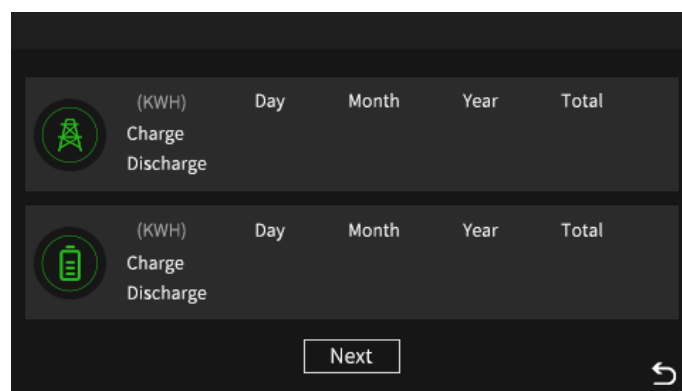 (KWH) Day Month Year Total
Charge
Discharge
(KWH) Day Month Year Total
Charge
Discharge
Next